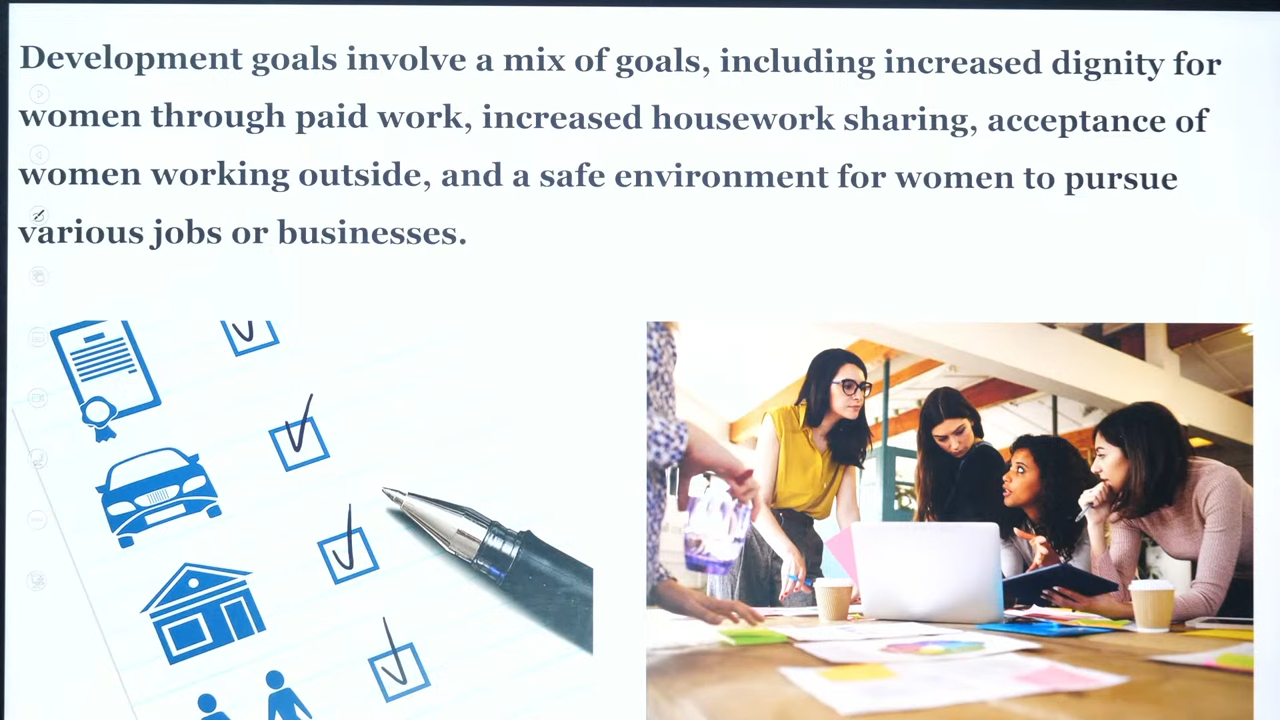 Development goals involve a mix of goals, including increased dignity for
women through paid work, increased housework sharing, acceptance of
women working outside, and a safe environment for women to pursue
various jobs or businesses.